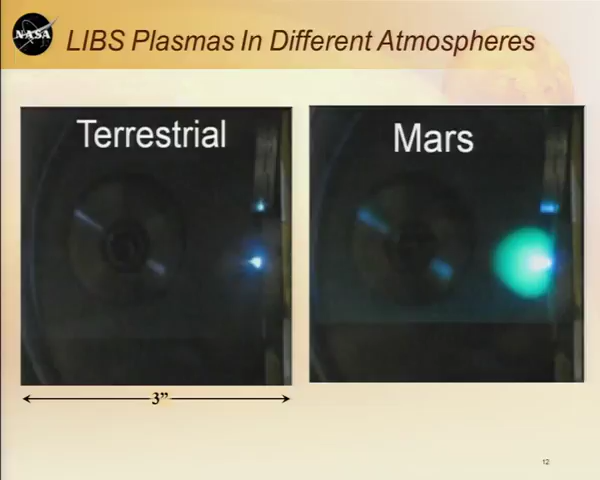 NASA
LIBS Plasmas In Different Atmospheres
Terrestrial
Mars
3”
12